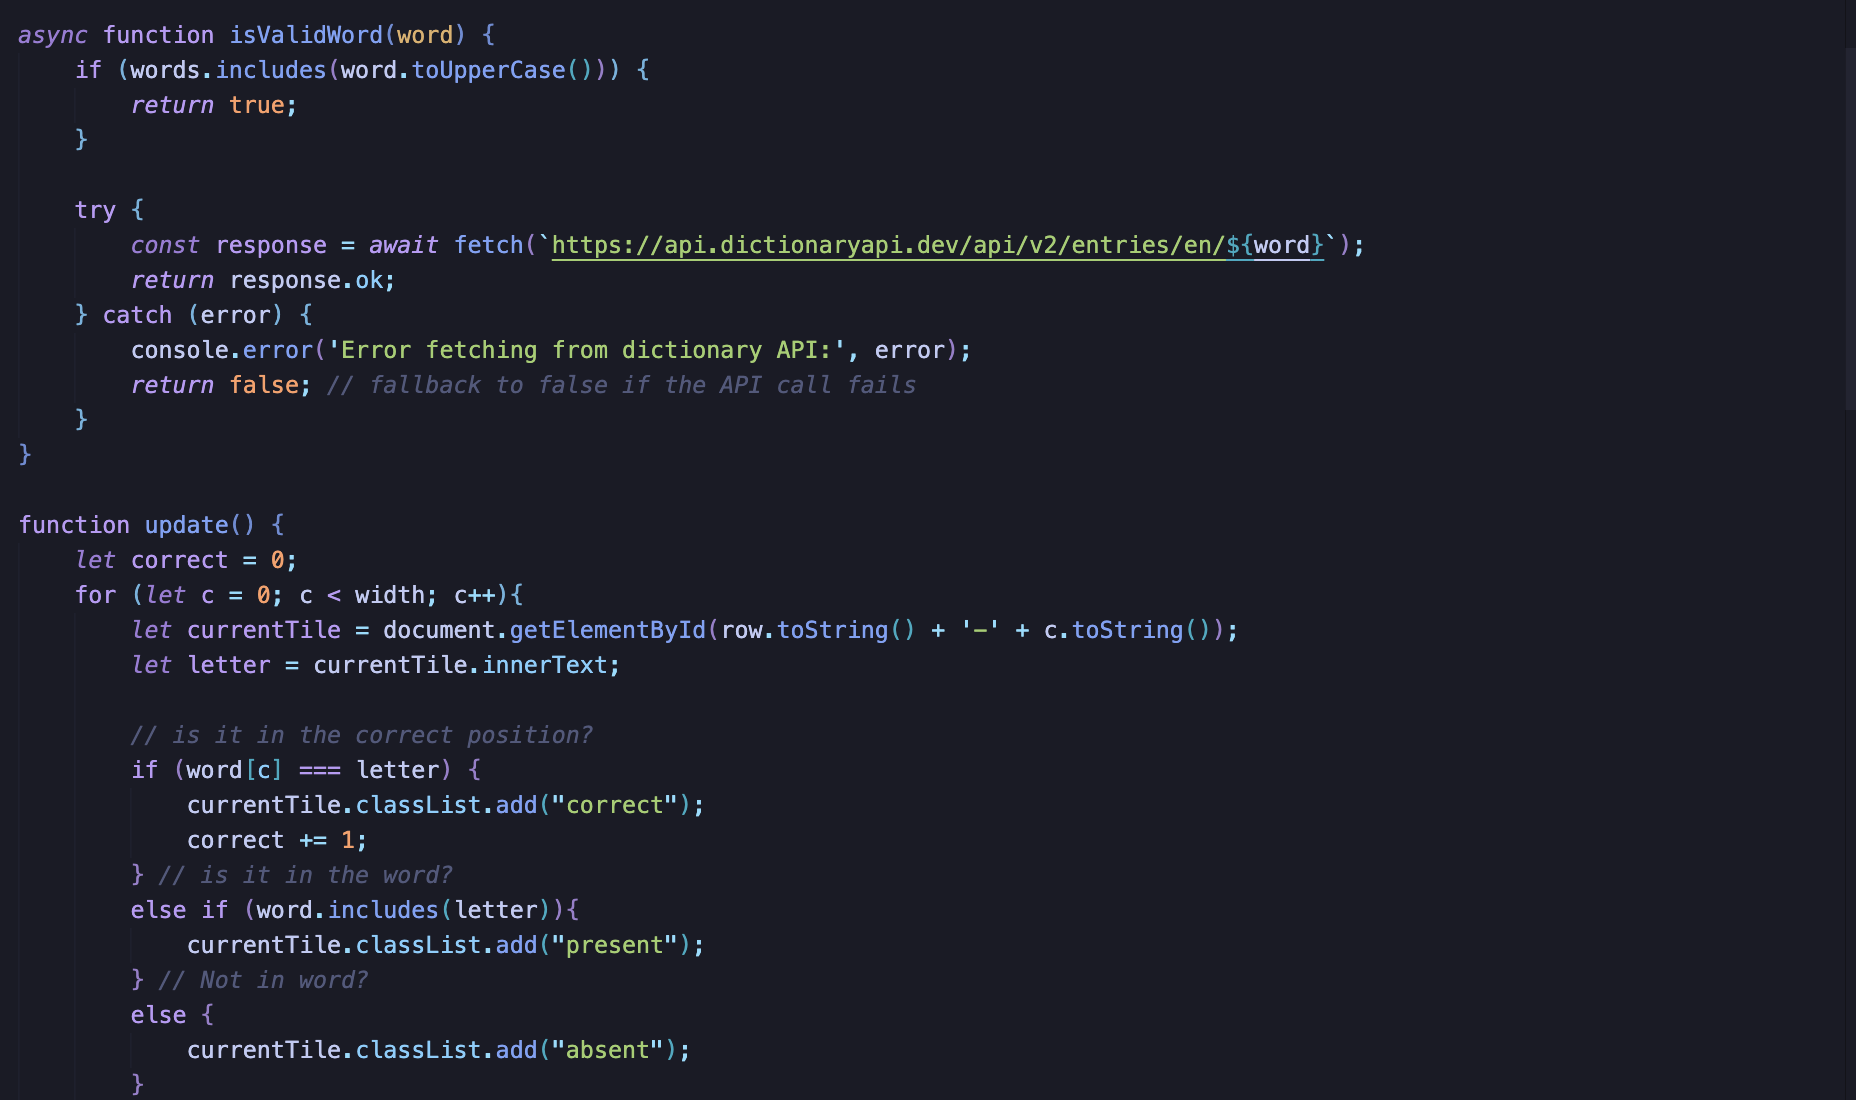 async function isValidWord(word) {
    if (words.includes(word.toUpperCase())) {
        return true;
    }

    try {
        const response = await fetch(`https://api.dictionaryapi.dev/api/v2/entries/en/${word}`);
        return response.ok;
    } catch (error) {
        console.error('Error fetching from dictionary API:', error);
        return false; // fallback to false if the API call fails
    }
}

function update() {
    let correct = 0;
    for (let c = 0; c < width; c++){
        let currentTile = document.getElementById(row.toString() + '-' + c.toString());
        let letter = currentTile.innerText;

        // is it in the correct position?
        if (word[c] === letter) {
            currentTile.classList.add("correct");
            correct += 1;
        } // is it in the word?
        else if (word.includes(letter)){
            currentTile.classList.add("present");
        } // Not in word?
        else {
            currentTile.classList.add("absent");
        }